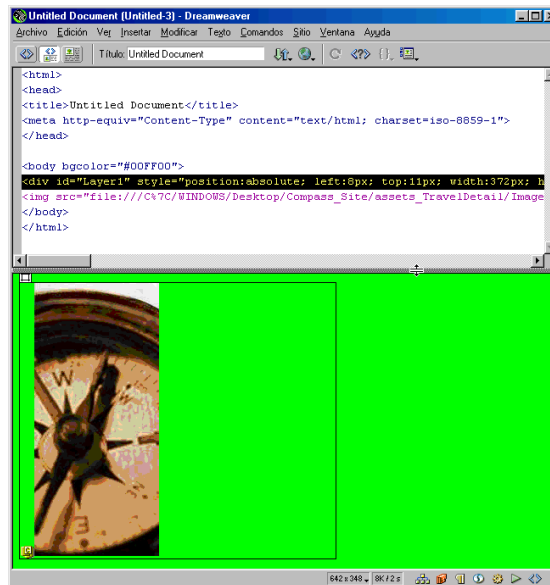 Untitled Document (Untitled-3) - Dreamweaver
Archivo Edición Ver Insertar Modificar Texto Comandos Sitio Ventana Ayuda
Título: Untitled Document
<html>
<head>
<title>Untitled Document</title>
<meta http-equiv="Content-Type" content="text/html; charset=iso-8859-1">
</head>
<body bgcolor="#00FF00">
<div id="Layer1" style="position:absolute; left:8px; top:11px; width:372px; h
<img src="file:///C%7C/WINDOWS/Desktop/Compass_Site/assets_TravelDetail/Image
</body>
</html>
W
E
642 x 348 8K / 2 s